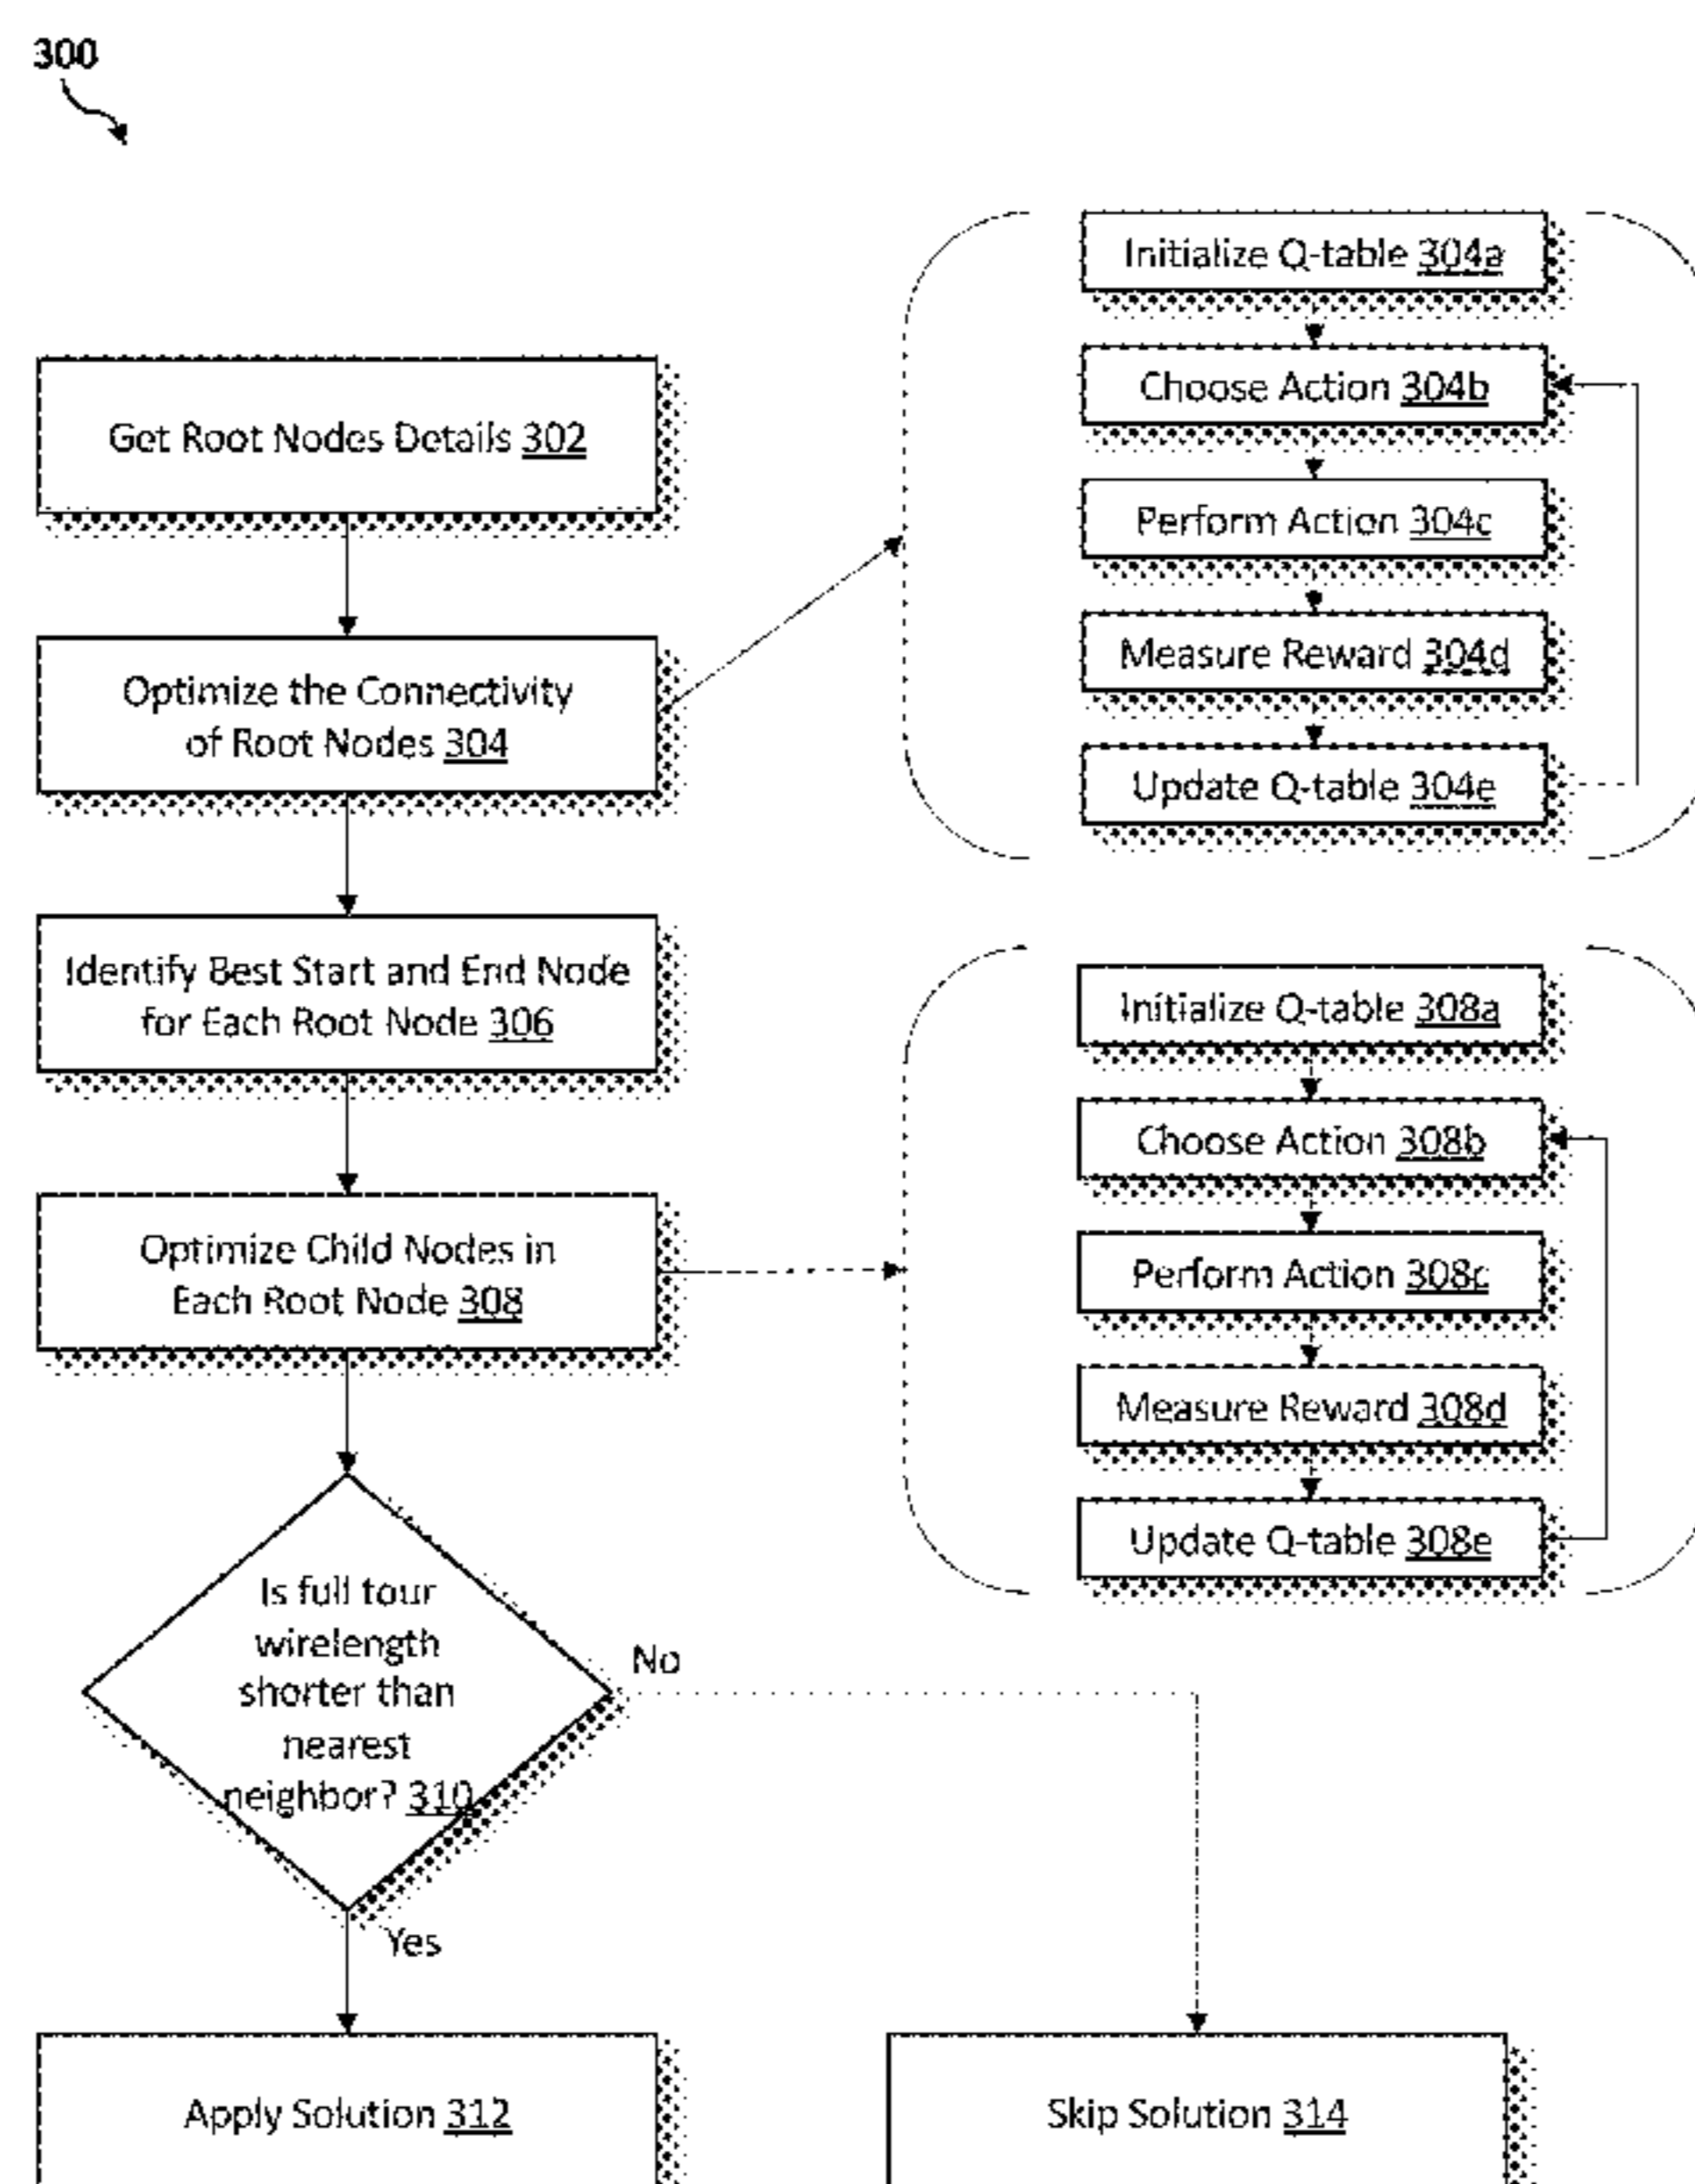 300
Get Root Nodes Details 302
Optimize the Connectivity
of Root Nodes 304
Identify Best Start and End Node
for Each Root Node 306
Optimize Child Nodes in
Each Root Node 308
Is full tour
wirelength
shorter than
nearest
neighbor? 310
No
Yes
Apply Solution 312
Skip Solution 314
Initialize Q-table 304a
Choose Action 304b
Perform Action 304c
Measure Reward 304d
Update Q-table 304e
Initialize Q-table 308a
Choose Action 308b
Perform Action 308c
Measure Reward 308d
Update Q-table 308e